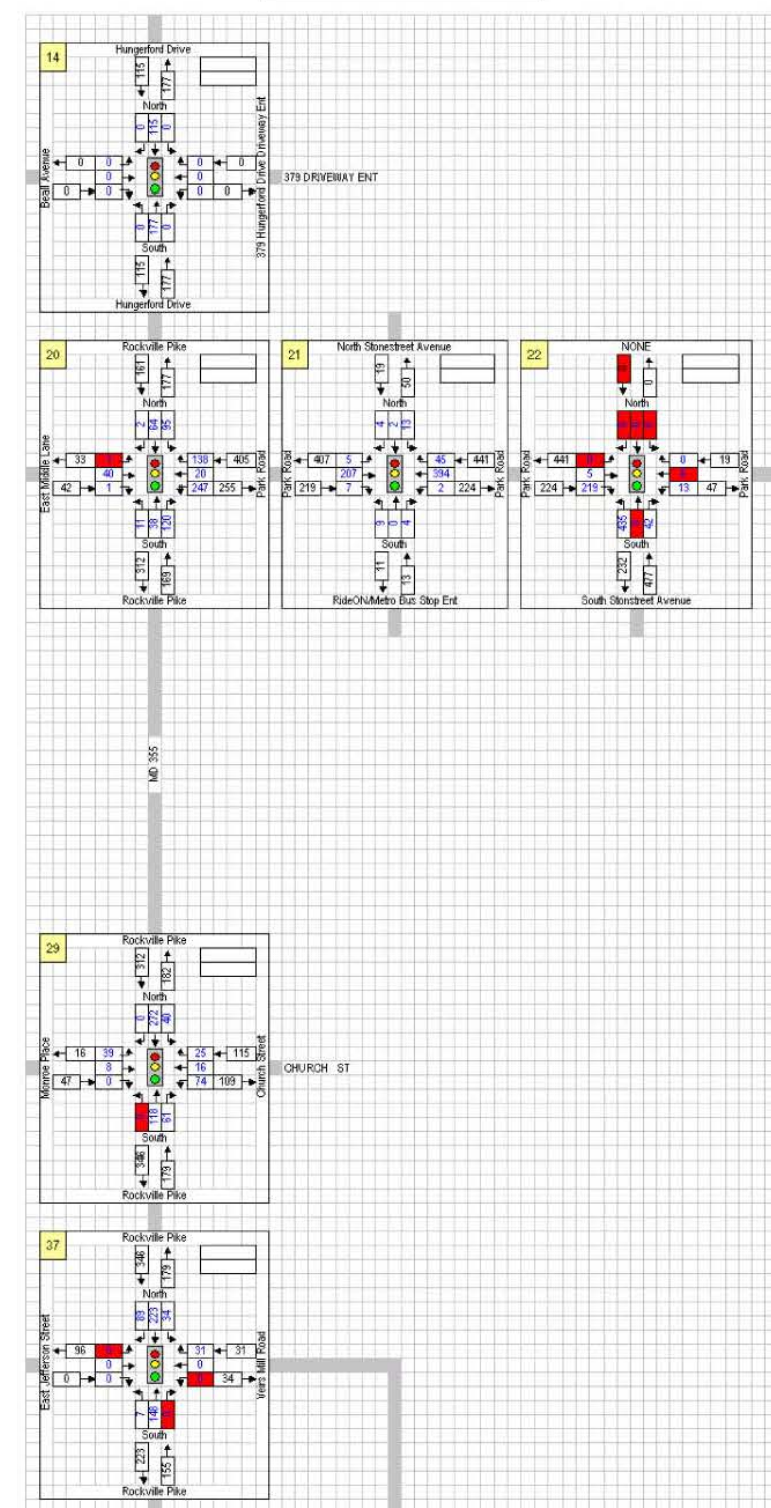 14
Hungerford Drive
115
177
North
0 115 0
Beall Avenue
0 0
0
0 0
0 0
0
0 0
379 Hungerford Drive Driveway Ent
379 DRIVEWAY ENT
0 177 0
South
115
177
Hungerford Drive
20
Rockville Pike
161
177
North
2 64 95
East Middle Lane
33
40
42 1
138 405
20
247 255
Park Road
11 38 120
South
312
169
Rockville Pike
21
North Stonestreet Avenue
19
50
North
4 2 13
Park Road
407 5
207
219 7
45 441
394
2 224
Park Road
9 0 4
South
11
13
RideON/Metro Bus Stop Ent
22
NONE
0
North
Park Road
441 0
5
224 219
0 19
13 47
Park Road
435 42
South
232
477
South Stonstreet Avenue
MD 355
29
Rockville Pike
312
182
North
0 272 40
Monroe Place
16 39
8
47 0
25 115
16
74 109
Church Street
CHURCH ST
118 61
South
346
179
Rockville Pike
37
Rockville Pike
346
179
North
89 223 34
East Jefferson Street
96
0
0 0
31 31
0
0 34
Veirs Mill Road
7 148
South
223
155
Rockville Pike